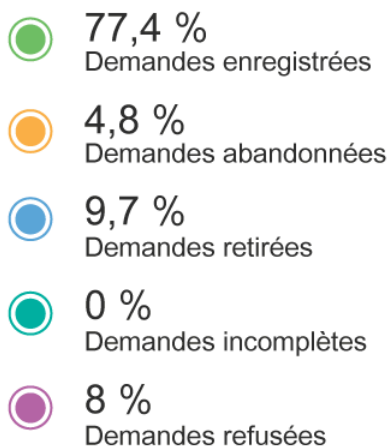 77,4 %
Demandes enregistrées
4,8 %
Demandes abandonnées
9,7 %
Demandes retirées
0 %
Demandes incomplètes
8 %
Demandes refusées